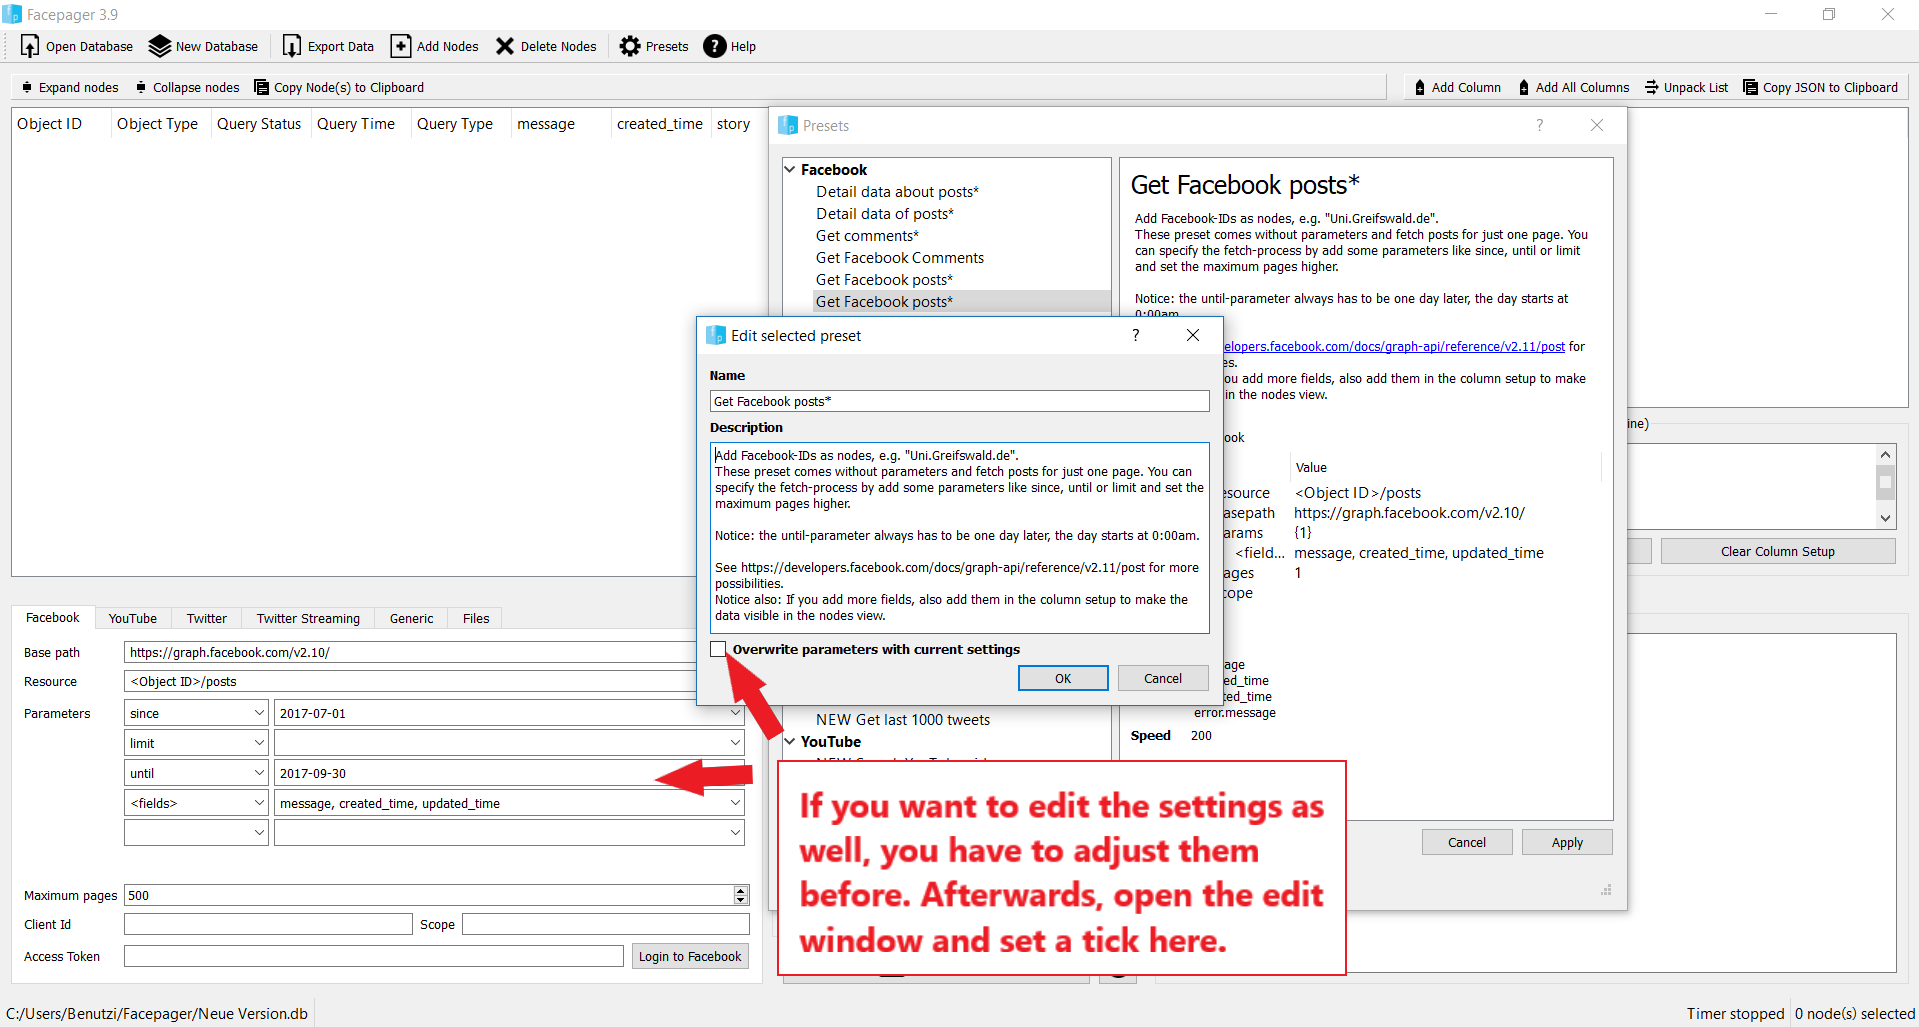 Facepager 3.9
Open Database New Database Export Data Add Nodes Delete Nodes Presets Help
Expand nodes Collapse nodes Copy Node(s) to Clipboard Add Column Add All Columns Unpack List Copy JSON to Clipboard
Object ID Object Type Query Status Query Time Query Type message created_time story
Presets
Facebook
Detail data about posts*
Detail data of posts*
Get comments*
Get Facebook Comments
Get Facebook posts*
Get Facebook posts*
Get Facebook posts*
Add Facebook-IDs as nodes, e.g. "Uni.Greifswald.de".
These preset comes without parameters and fetch posts for just one page. You
can specify the fetch-process by add some parameters like since, until or limit
and set the maximum pages higher.
Notice: the until-parameter always has to be one day later, the day starts at
0:00am.
elopers.facebook.com/docs/graph-api/reference/v2.11/post for
es.
ou add more fields, also add them in the column setup to make
in the nodes view.
ook
Value
source <Object ID>/posts
asepath https://graph.facebook.com/v2.10/
arams {1}
<field... message, created_time, updated_time
ages 1
cope
age
ed_time
ted_time
error.message
Speed 200
ine)
Clear Column Setup
Edit selected preset
Name
Get Facebook posts*
Description
Add Facebook-IDs as nodes, e.g. "Uni.Greifswald.de".
These preset comes without parameters and fetch posts for just one page. You can
specify the fetch-process by add some parameters like since, until or limit and set the
maximum pages higher.
Notice: the until-parameter always has to be one day later, the day starts at 0:00am.
See https://developers.facebook.com/docs/graph-api/reference/v2.11/post for more
possibilities.
Notice also: If you add more fields, also add them in the column setup to make the
data visible in the nodes view.
Overwrite parameters with current settings
OK Cancel
NEW Get last 1000 tweets
YouTube
Cancel Apply
Facebook YouTube Twitter Twitter Streaming Generic Files
Base path https://graph.facebook.com/v2.10/
Resource <Object ID>/posts
Parameters since 2017-07-01
limit
until 2017-09-30
<fields> message, created_time, updated_time
Maximum pages 500
Client Id Scope
Access Token Login to Facebook
If you want to edit the settings as
well, you have to adjust them
before. Afterwards, open the edit
window and set a tick here.
C:/Users/Benutzi/Facepager/Neue Version.db Timer stopped 0 node(s) selected